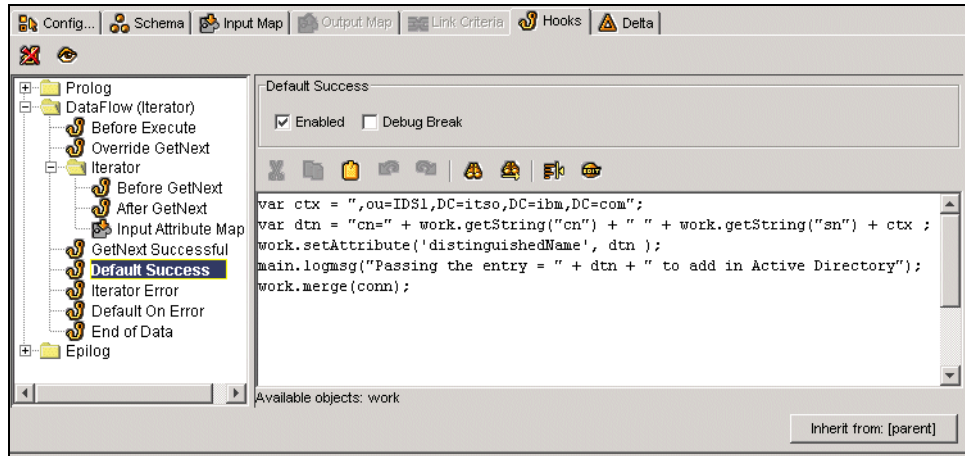 Config... Schema Input Map Output Map Link Criteria Hooks Delta
Prolog
DataFlow (Iterator)
Before Execute
Override GetNext
Iterator
Before GetNext
After GetNext
Input Attribute Map
GetNext Successful
Default Success
Iterator Error
Default On Error
End of Data
Epilog
Default Success
Enabled Debug Break
EDIT
var ctx = ",ou=IDS1,DC=itso,DC=ibm,DC=com";
var dtn = "cn=" + work.getString("cn") + " " + work.getString("sn") + ctx ;
work.setAttribute('distinguishedName', dtn );
main.logmsg("Passing the entry = " + dtn + " to add in Active Directory");
work.merge(conn);
Available objects: work
Inherit from: [parent]